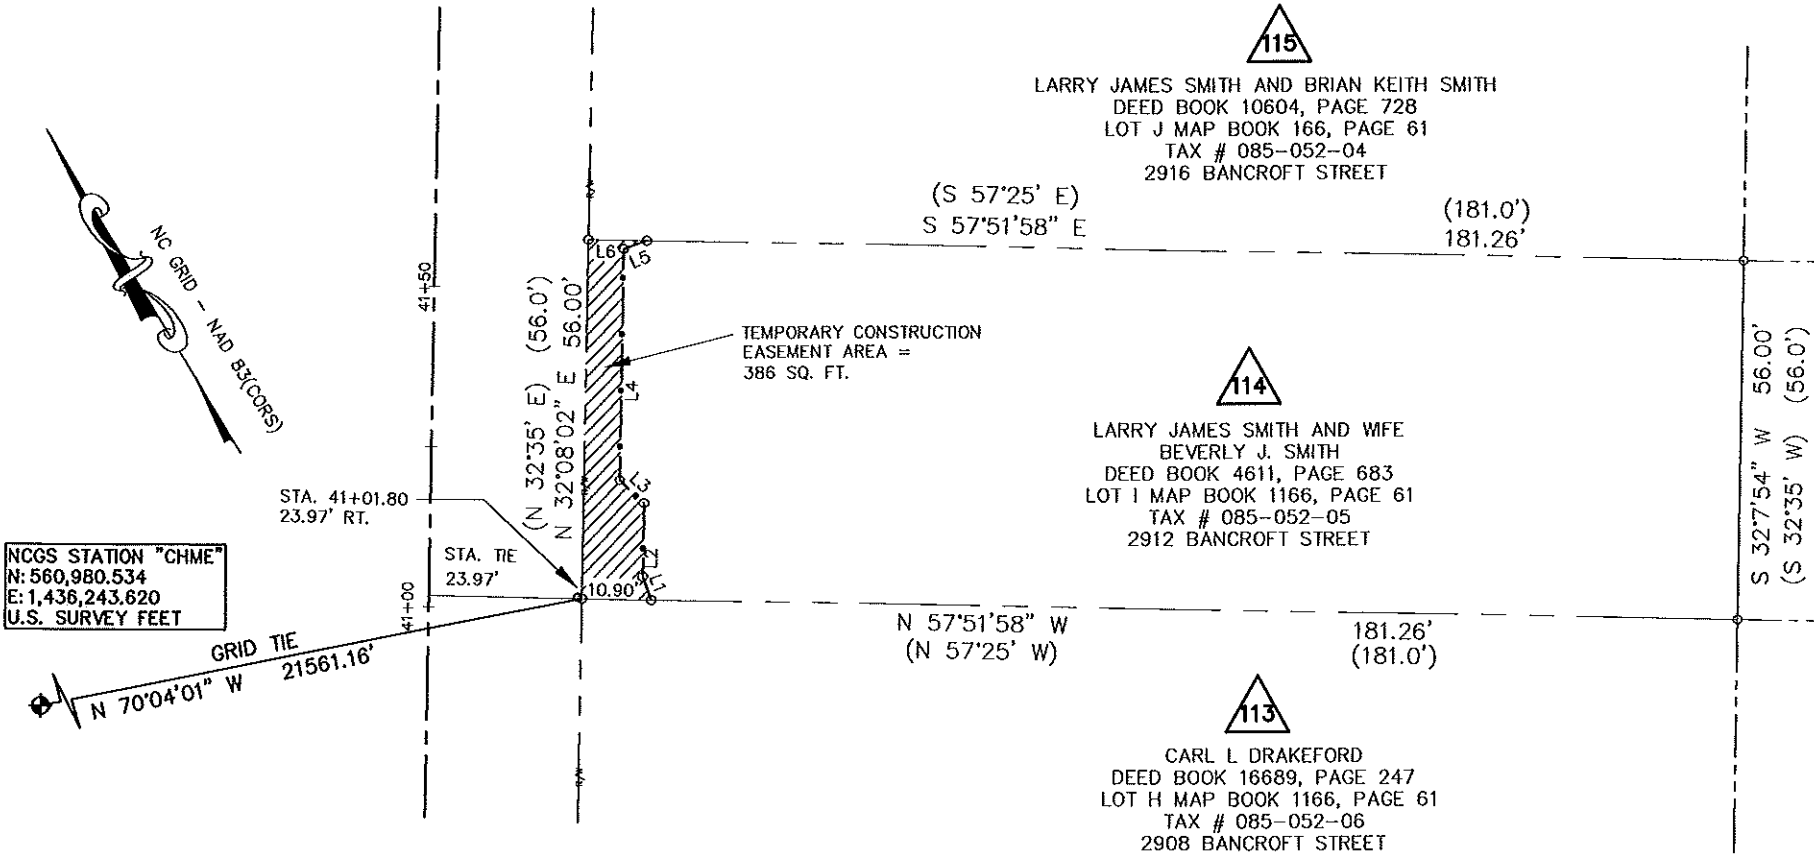 115
LARRY JAMES SMITH AND BRIAN KEITH SMITH
DEED BOOK 10604, PAGE 728
LOT J MAP BOOK 166, PAGE 61
TAX # 085-052-04
2916 BANCROFT STREET
NC GRID - NAD 83(CORS)
(S 57°25' E)
S 57°51'58" E
(181.0')
181.26'
L6
L5
41+50
(N 32°35' E) (56.0')
N 32°08'02" E 56.00'
TEMPORARY CONSTRUCTION
EASEMENT AREA =
386 SQ. FT.
L4
114
LARRY JAMES SMITH AND WIFE
BEVERLY J. SMITH
DEED BOOK 4611, PAGE 683
LOT I MAP BOOK 1166, PAGE 61
TAX # 085-052-05
2912 BANCROFT STREET
S 32°7'54" W 56.00'
(S 32°35' W) (56.0')
STA. 41+01.80
23.97' RT.
L3
STA. TIE
23.97'
L2
L1
10.90'
41+00
NCGS STATION "CHME"
N: 560,980.534
E: 1,436,243.620
U.S. SURVEY FEET
GRID TIE
N 70°04'01" W 21561.16'
N 57°51'58" W
(N 57°25' W)
181.26'
(181.0')
113
CARL L DRAKEFORD
DEED BOOK 16689, PAGE 247
LOT H MAP BOOK 1166, PAGE 61
TAX # 085-052-06
2908 BANCROFT STREET
R/W